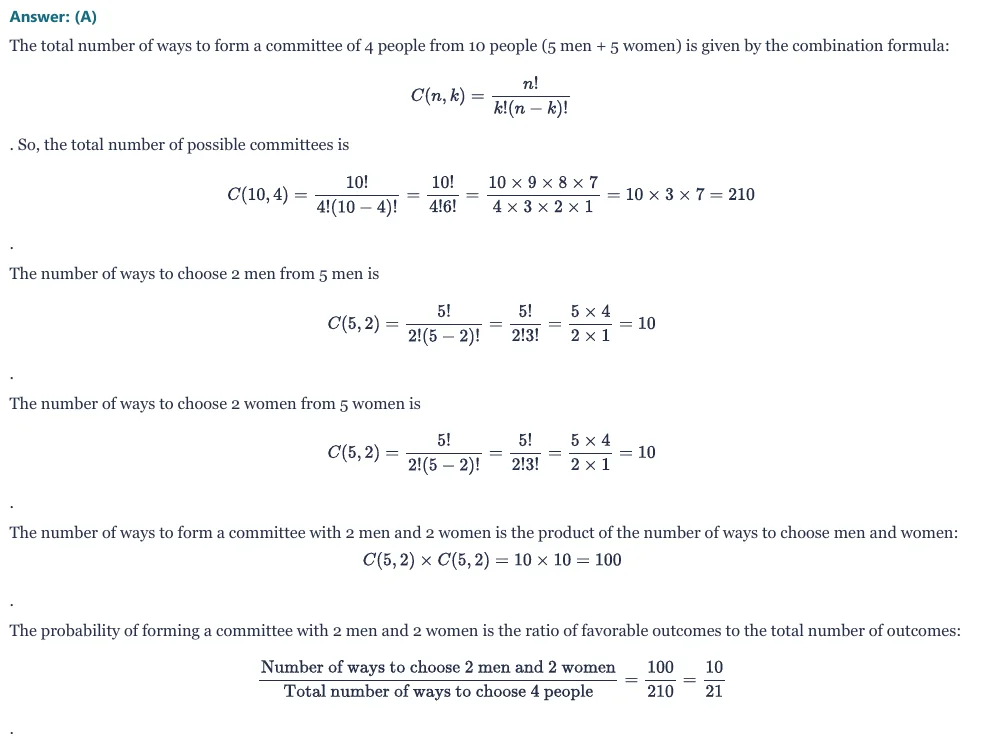 Answer: (A)
The total number of ways to form a committee of 4 people from 10 people (5 men + 5 women) is given by the combination formula:
C(n, k) = n! / k!(n − k)!
. So, the total number of possible committees is
C(10, 4) = 10! / 4!(10 − 4)! = 10! / 4!6! = 10 × 9 × 8 × 7 / 4 × 3 × 2 × 1 = 10 × 3 × 7 = 210
.
The number of ways to choose 2 men from 5 men is
C(5, 2) = 5! / 2!(5 − 2)! = 5! / 2!3! = 5 × 4 / 2 × 1 = 10
.
The number of ways to choose 2 women from 5 women is
C(5, 2) = 5! / 2!(5 − 2)! = 5! / 2!3! = 5 × 4 / 2 × 1 = 10
.
The number of ways to form a committee with 2 men and 2 women is the product of the number of ways to choose men and women:
C(5, 2) × C(5, 2) = 10 × 10 = 100
.
The probability of forming a committee with 2 men and 2 women is the ratio of favorable outcomes to the total number of outcomes:
Number of ways to choose 2 men and 2 women / Total number of ways to choose 4 people = 100 / 210 = 10 / 21
.